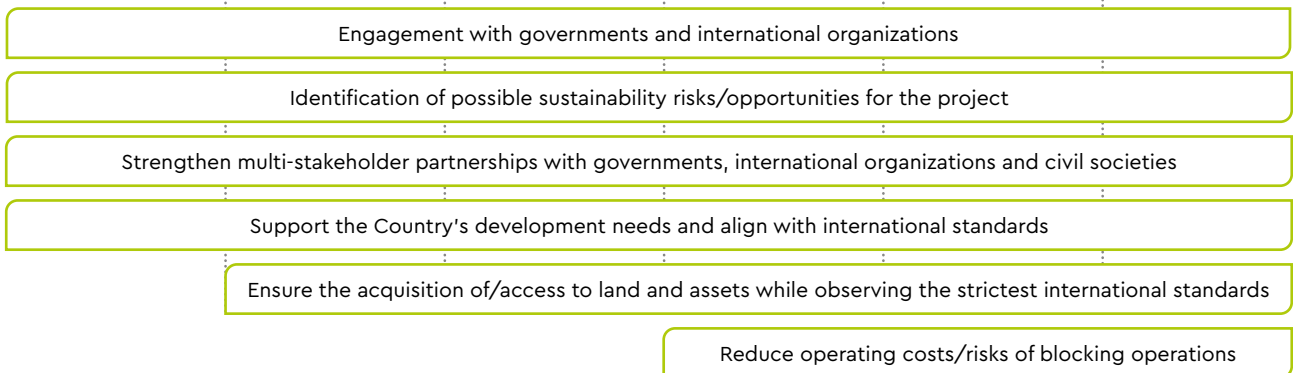 Engagement with governments and international organizations
Identification of possible sustainability risks/opportunities for the project
Strengthen multi-stakeholder partnerships with governments, international organizations and civil societies
Support the Country's development needs and align with international standards
Ensure the acquisition of/access to land and assets while observing the strictest international standards
Reduce operating costs/risks of blocking operations